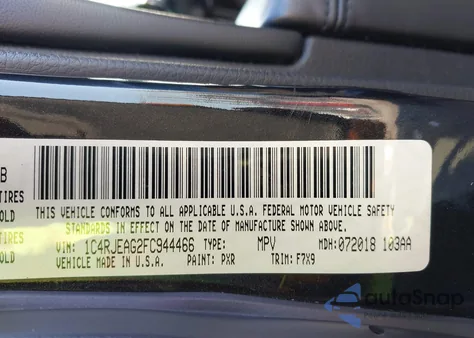 B
TIRES
OLD
TIRES
OLD
THIS VEHICLE CONFORMS TO ALL APPLICABLE U.S.A. FEDERAL MOTOR VEHICLE SAFETY
STANDARDS IN EFFECT ON THE DATE OF MANUFACTURE SHOWN ABOVE.
VIN: 1C4RJEAG2FC944466 TYPE: MPV MDH:072018 103AA
VEHICLE MADE IN U.S.A. PAINT: PXR TRIM: F7X9
autoSnap